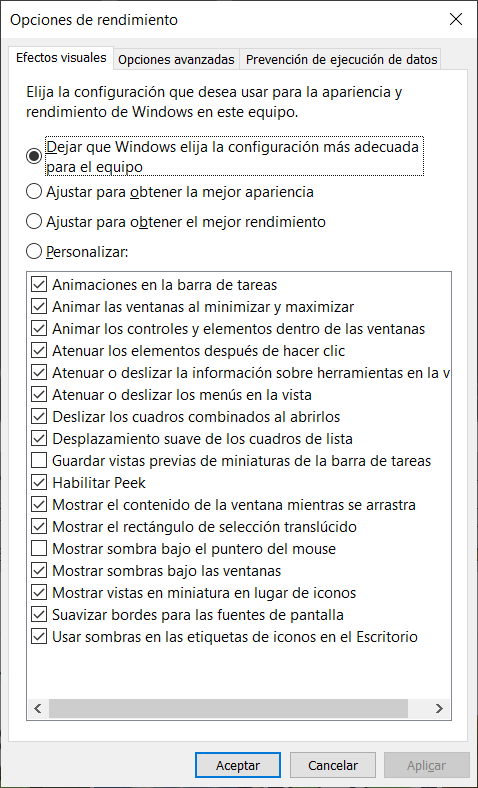 Opciones de rendimiento
Efectos visuales
Opciones avanzadas
Prevención de ejecución de datos
Elija la configuración que desea usar para la apariencia y
rendimiento de Windows en este equipo.
Dejar que Windows elija la configuración más adecuada
para el equipo
Ajustar para obtener la mejor apariencia
Ajustar para obtener el mejor rendimiento
Personalizar:
Animaciones en la barra de tareas
Animar las ventanas al minimizar y maximizar
Animar los controles y elementos dentro de las ventanas
Atenuar los elementos después de hacer clic
Atenuar o deslizar la información sobre herramientas en la v
Atenuar o deslizar los menús en la vista
Deslizar los cuadros combinados al abrirlos
Desplazamiento suave de los cuadros de lista
Guardar vistas previas de miniaturas de la barra de tareas
Habilitar Peek
Mostrar el contenido de la ventana mientras se arrastra
Mostrar el rectángulo de selección translúcido
Mostrar sombra bajo el puntero del mouse
Mostrar sombras bajo las ventanas
Mostrar vistas en miniatura en lugar de iconos
Suavizar bordes para las fuentes de pantalla
Usar sombras en las etiquetas de iconos en el Escritorio
Aceptar
Cancelar
Aplicar